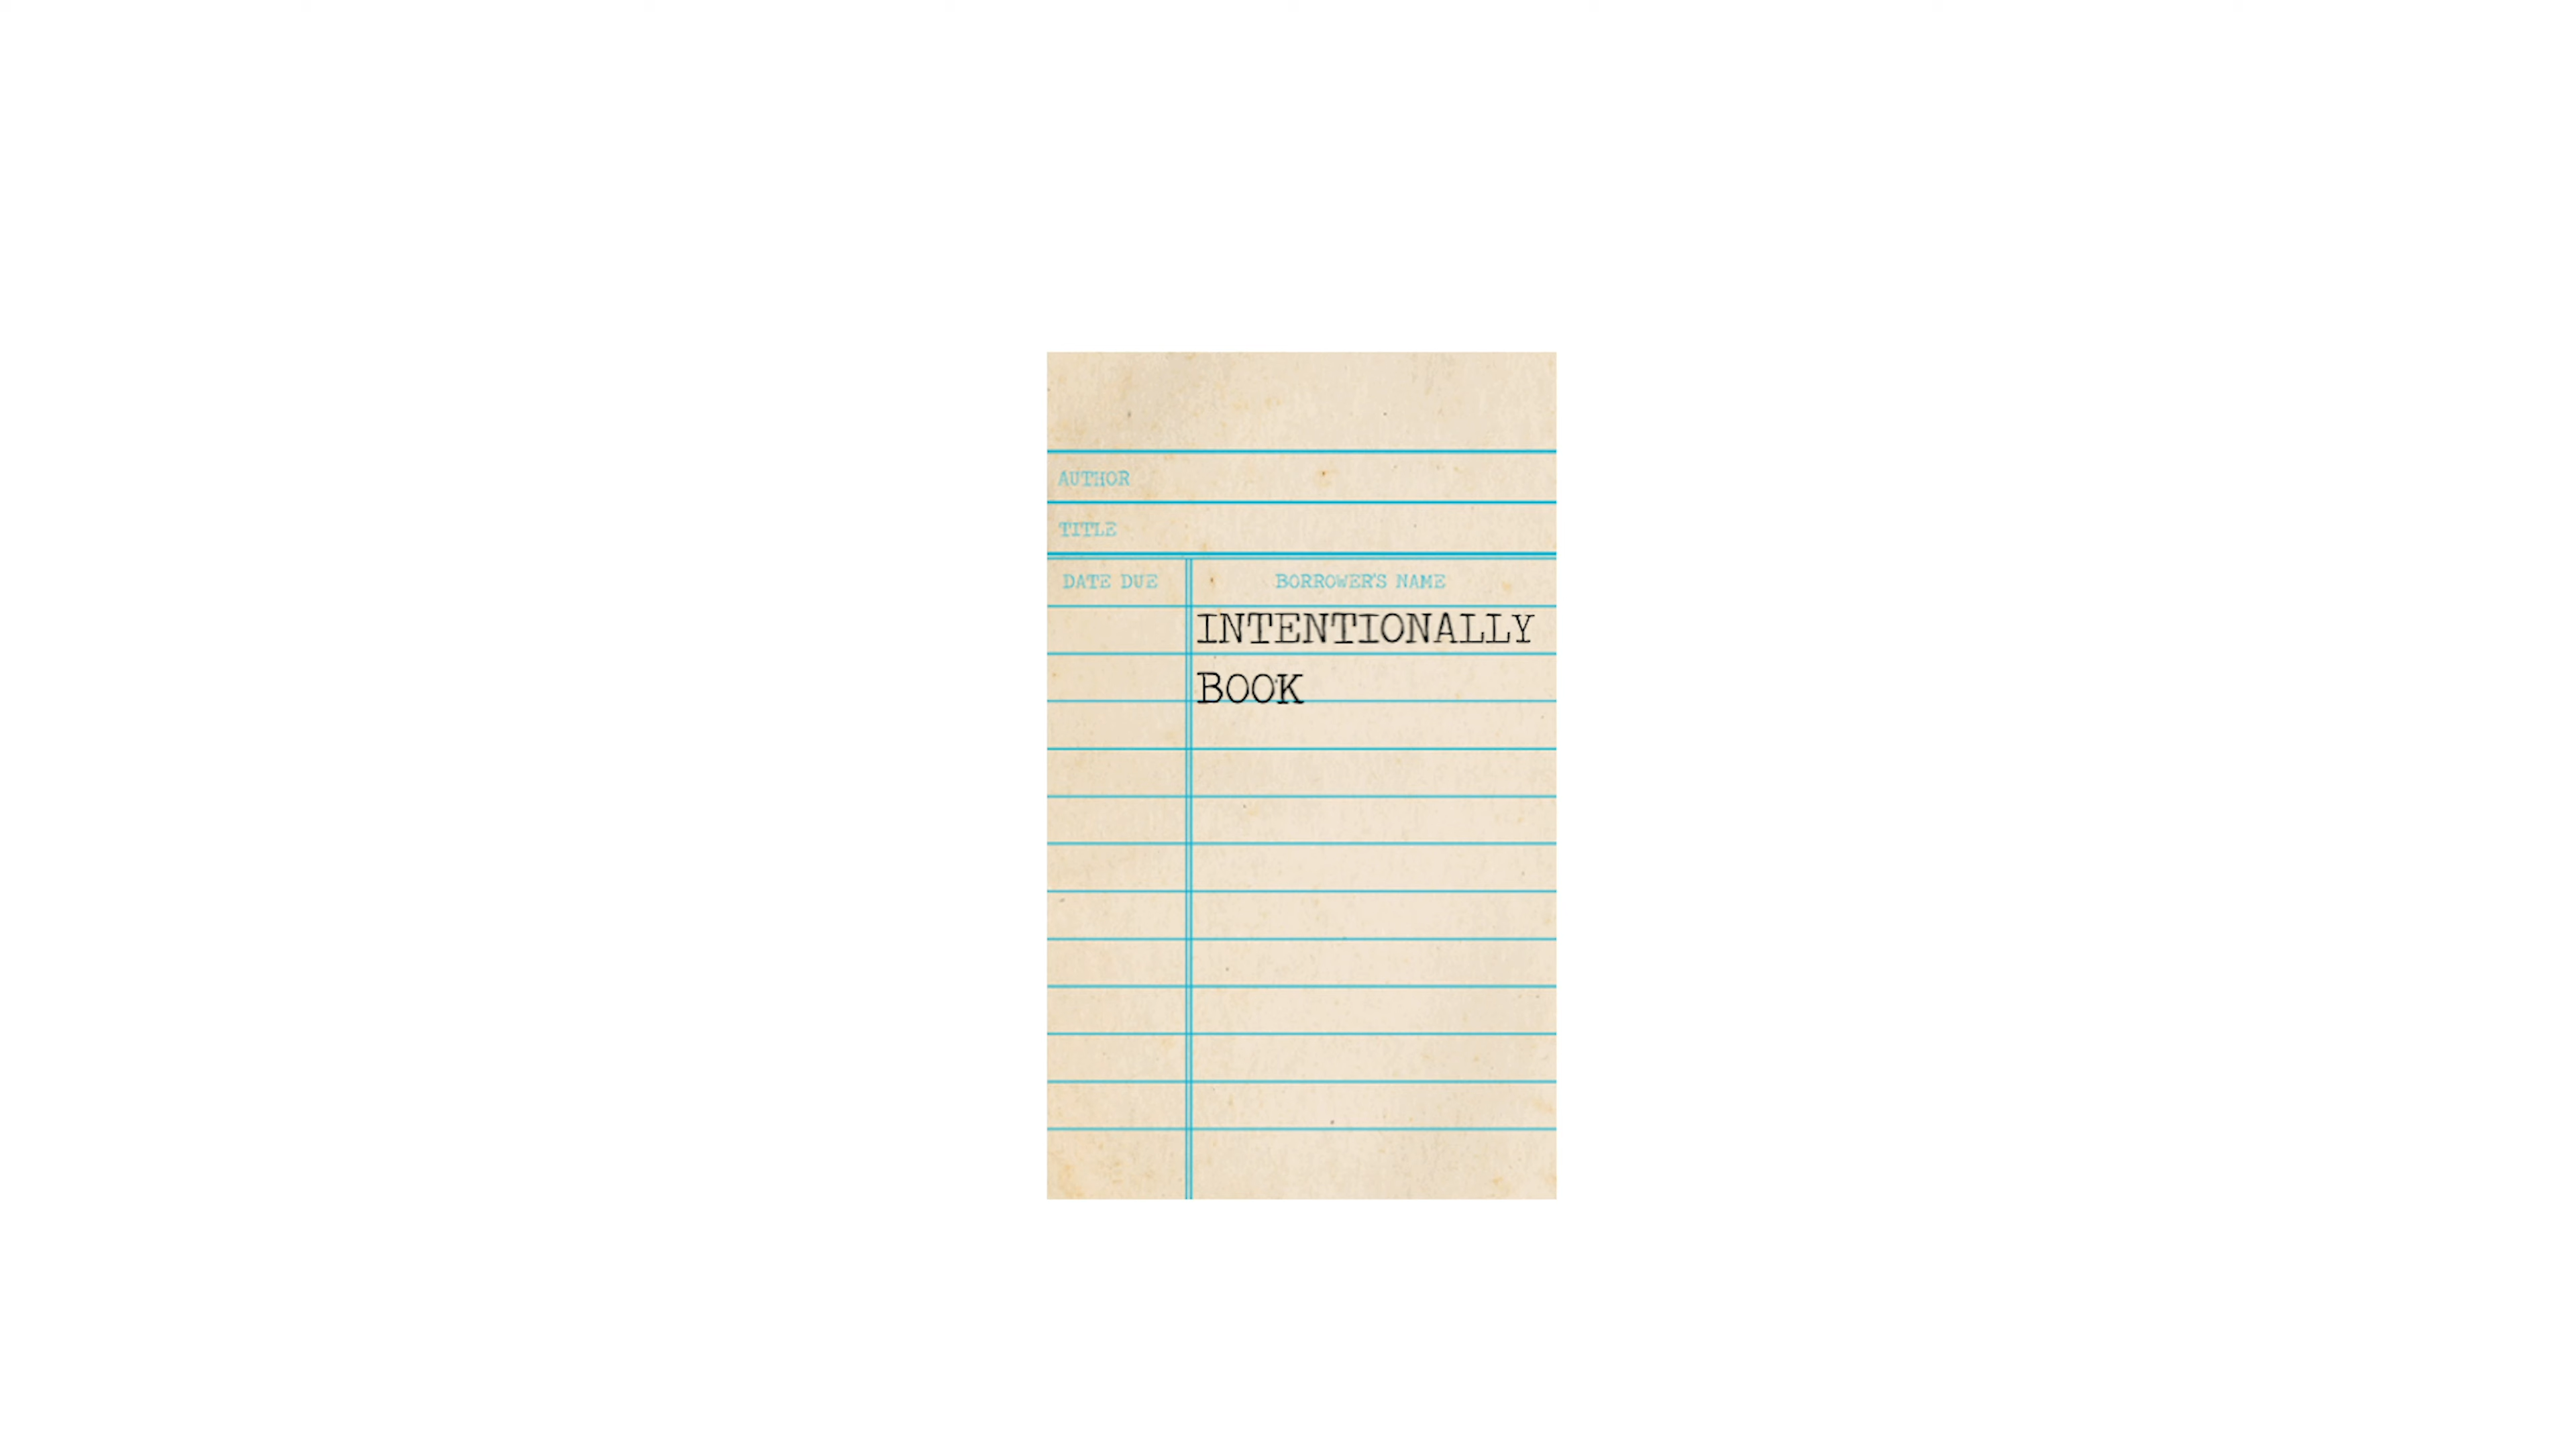 AUTHOR
TITLE
DATE DUE BORROWER'S NAME
INTENTIONALLY
BOOK